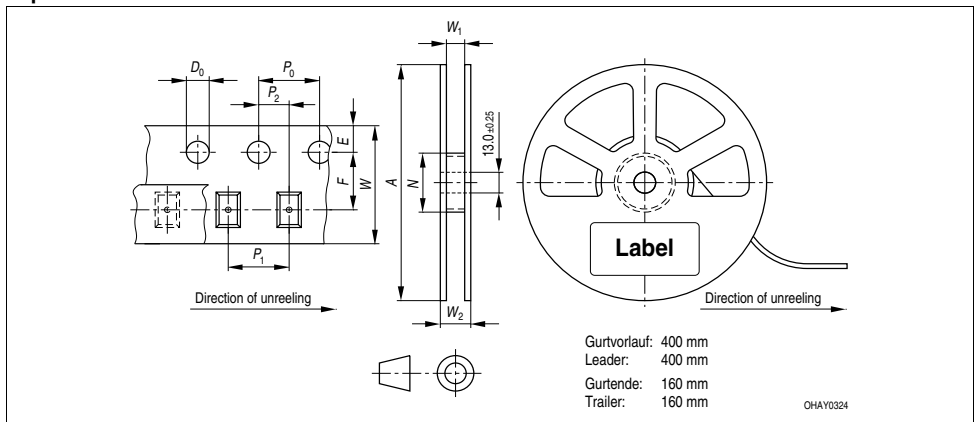 W1
D0
P0
P2
E
F
W
A
N
13.0 ±0.25
P1
Label
W2
Direction of unreeling
Direction of unreeling
Gurtvorlauf: 400 mm
Leader: 400 mm
Gurtende: 160 mm
Trailer: 160 mm
OHAY0324